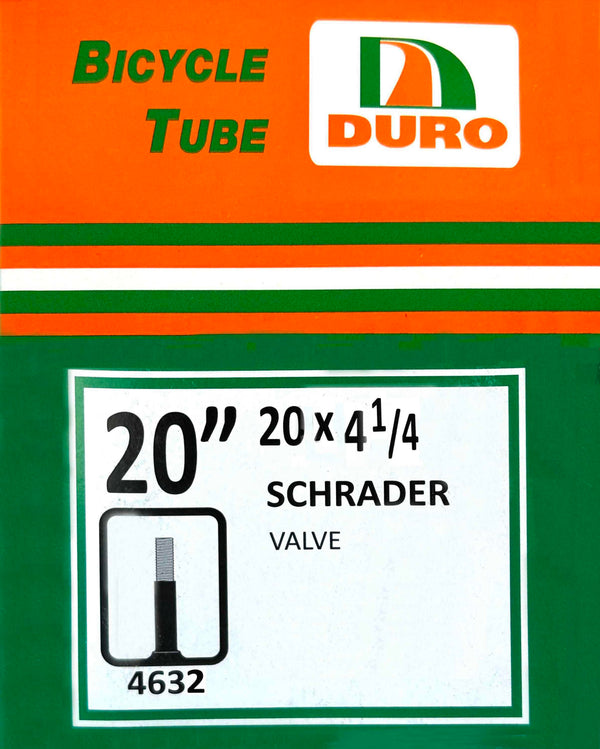 BICYCLE
TUBE
DURO
20”
20 x 4 1/4
SCHRADER
VALVE
4632